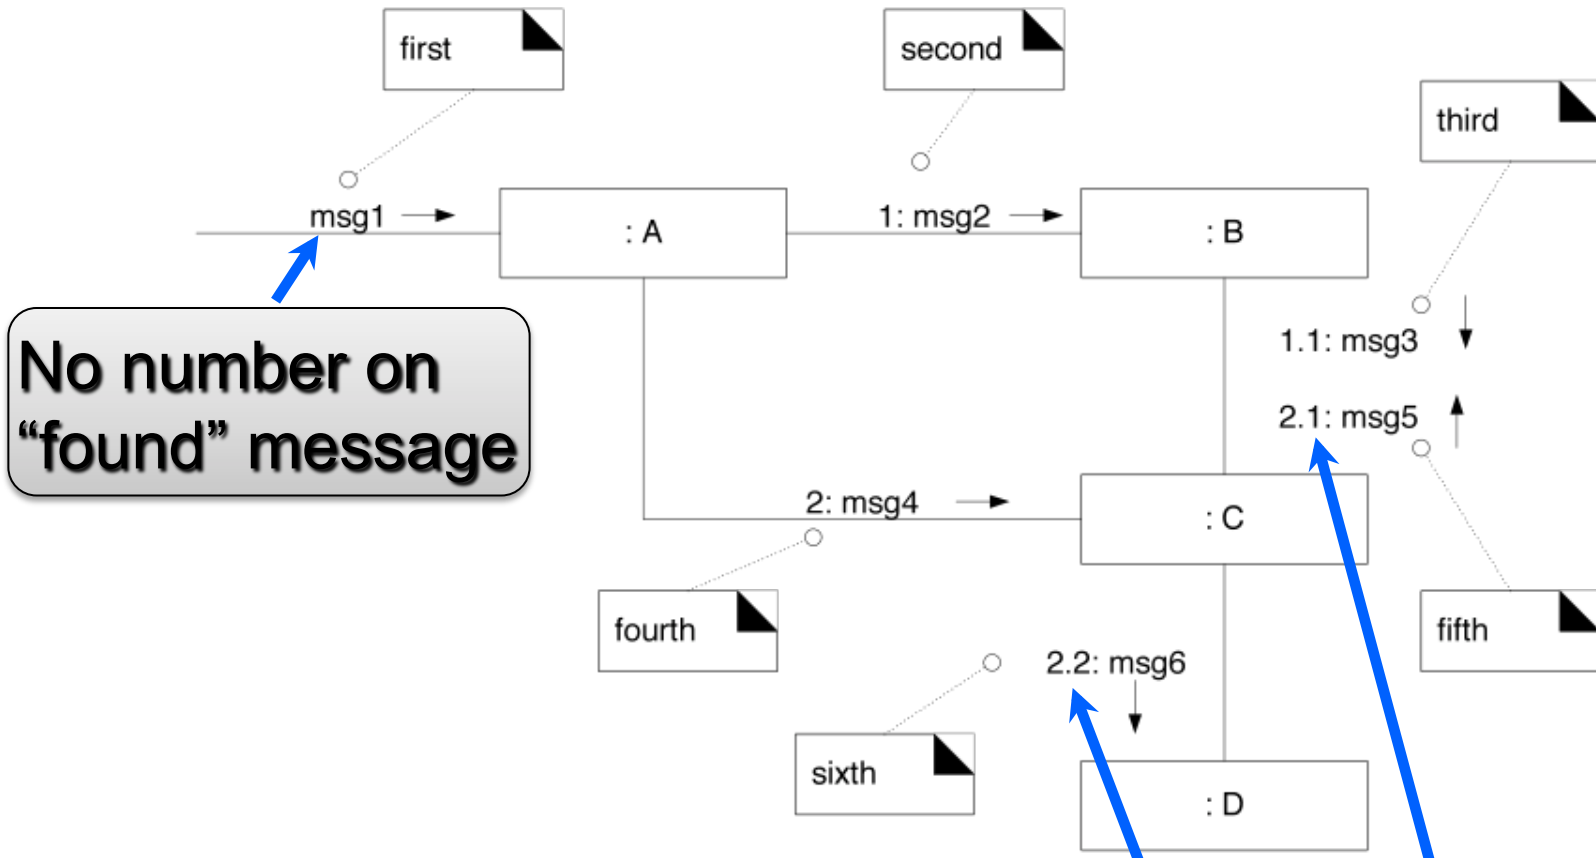 first
second
third
msg1
: A
1: msg2
: B
No number on
“found” message
1.1: msg3
2.1: msg5
2: msg4
: C
fourth
fifth
2.2: msg6
sixth
: D